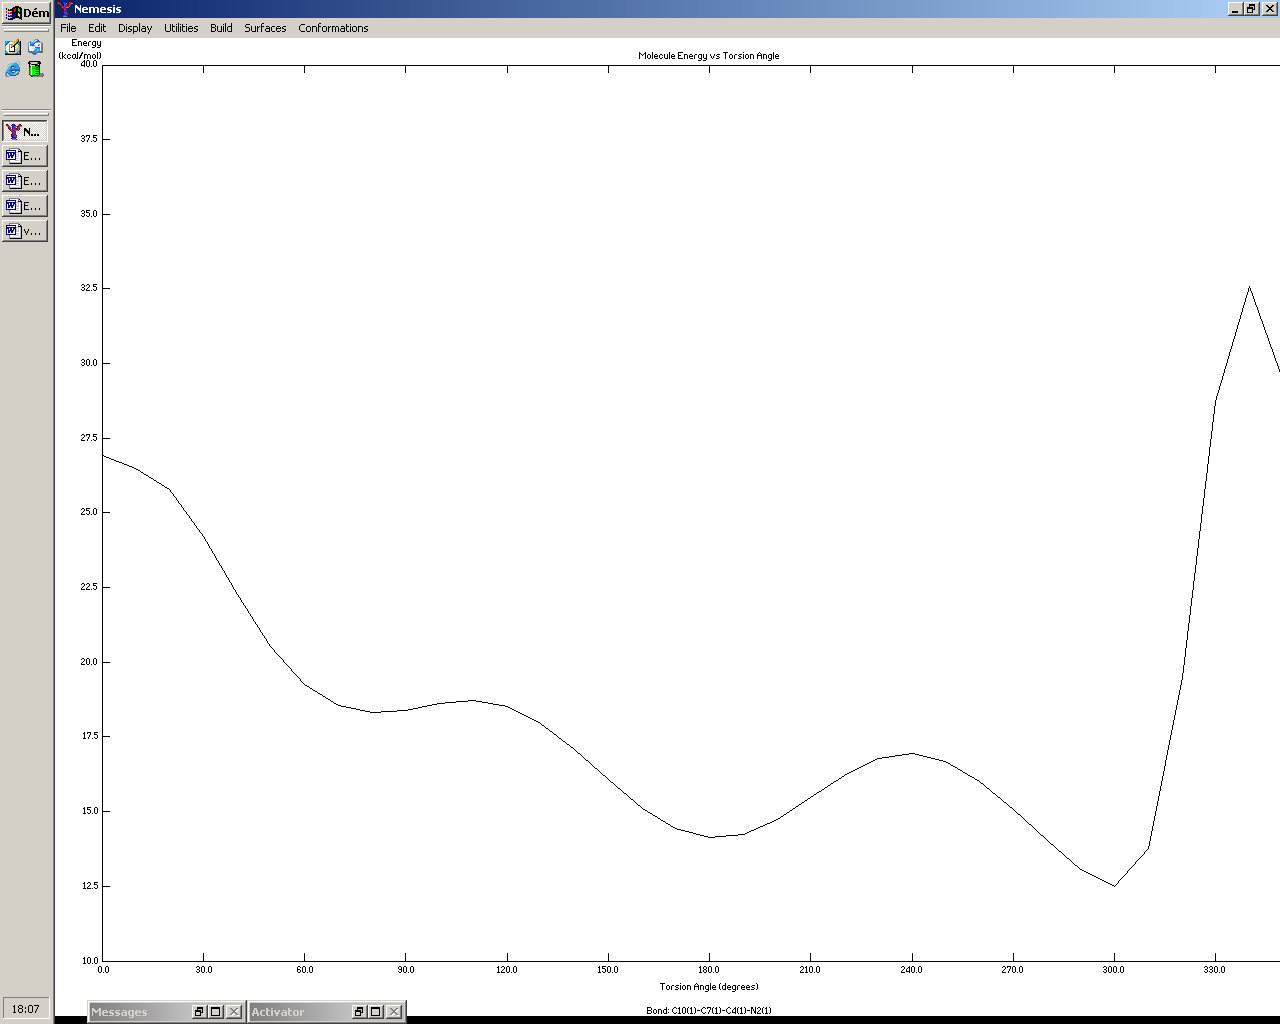 Dém
Nemesis
File Edit Display Utilities Build Surfaces Conformations
Energy
(kcal/mol)
Molecule Energy vs Torsion Angle
40.0
37.5
35.0
32.5
30.0
27.5
25.0
22.5
20.0
17.5
15.0
12.5
10.0
0.0 30.0 60.0 90.0 120.0 150.0 180.0 210.0 240.0 270.0 300.0 330.0
Torsion Angle (degrees)
Bond: C10(1)-C7(1)-C4(1)-N2(1)
N...
E...
E...
E...
v...
18:07
Messages
Activator